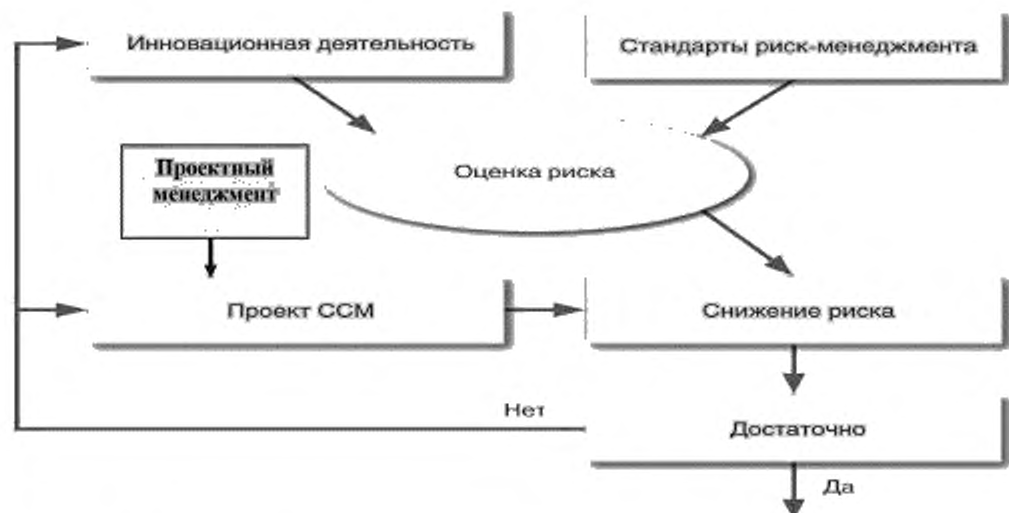 Инновационная деятельность
Стандарты риск-менеджмента
Проектный
менеджмент
Оценка риска
Проект ССМ
Снижение риска
Нет
Достаточно
Да